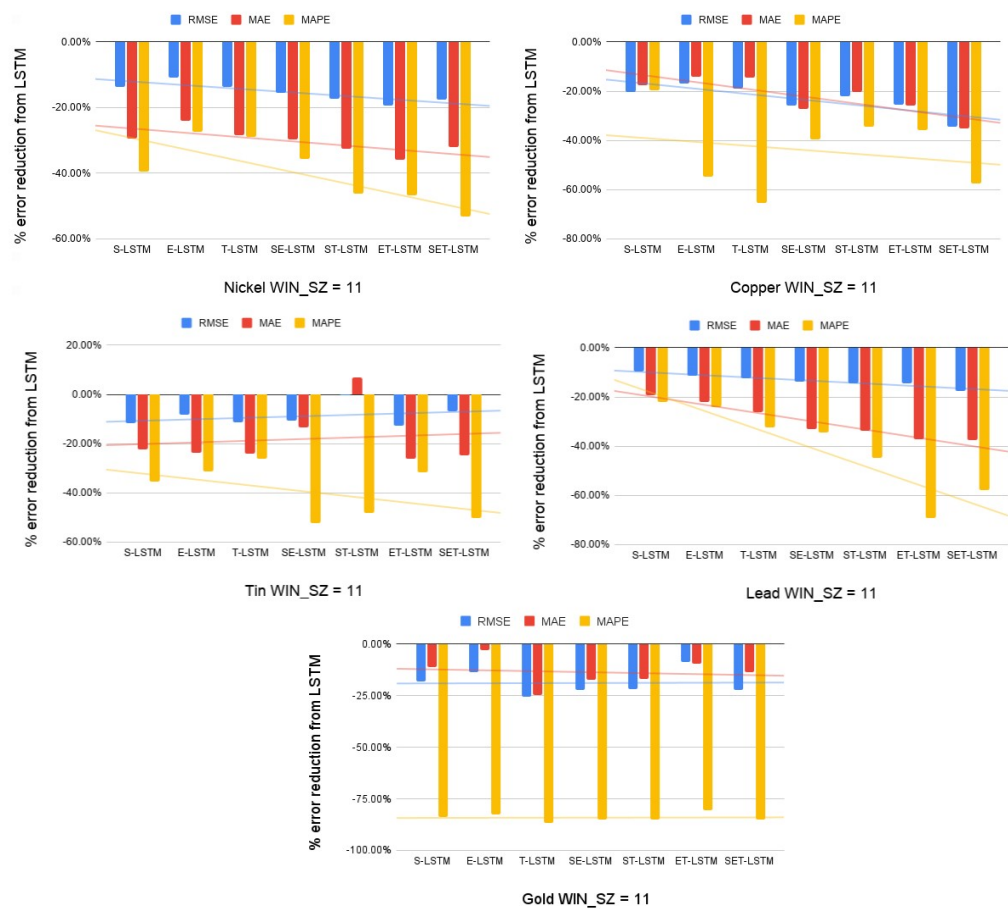 RMSE MAE MAPE
% error reduction from LSTM
0.00%
-20.00%
-40.00%
-60.00%
S-LSTM E-LSTM T-LSTM SE-LSTM ST-LSTM ET-LSTM SET-LSTM
Nickel WIN_SZ = 11
RMSE MAE MAPE
% error reduction from LSTM
0.00%
-20.00%
-40.00%
-60.00%
-80.00%
S-LSTM E-LSTM T-LSTM SE-LSTM ST-LSTM ET-LSTM SET-LSTM
Copper WIN_SZ = 11
RMSE MAE MAPE
% error reduction from LSTM
20.00%
0.00%
-20.00%
-40.00%
-60.00%
S-LSTM E-LSTM T-LSTM SE-LSTM ST-LSTM ET-LSTM SET-LSTM
Tin WIN_SZ = 11
RMSE MAE MAPE
% error reduction from LSTM
0.00%
-20.00%
-40.00%
-60.00%
-80.00%
S-LSTM E-LSTM T-LSTM SE-LSTM ST-LSTM ET-LSTM SET-LSTM
Lead WIN_SZ = 11
RMSE MAE MAPE
% error reduction from LSTM
0.00%
-25.00%
-50.00%
-75.00%
-100.00%
S-LSTM E-LSTM T-LSTM SE-LSTM ST-LSTM ET-LSTM SET-LSTM
Gold WIN_SZ = 11